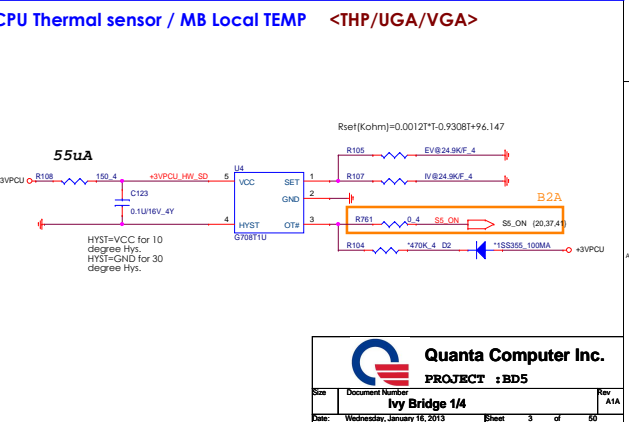 CPU Thermal sensor / MB Local TEMP <THP/UGA/VGA>
Rset(Kohm)=0.0012T*T-0.9308T+96.147
55uA
R105 EV@24.9K/F_4
U4
3VPCU R108 150_4 +3VPCU_HW_SD 5 VCC SET 1 R107 IV@24.9K/F_4
C123 GND 2 B2A
0.1U/16V_4Y
4 HYST OT# 3 R761 0_4 S5_ON S5_ON (20,37,41)
G708T1U
HYST=VCC for 10
degree Hys.
HYST=GND for 30
degree Hys.
R104 *470K_4 D2 *1SS355_100MA +3VPCU
A
Quanta Computer Inc.
PROJECT : BD5
Size Document Number Rev
Ivy Bridge 1/4 A1A
Date: Wednesday, January 16, 2013 Sheet 3 of 50